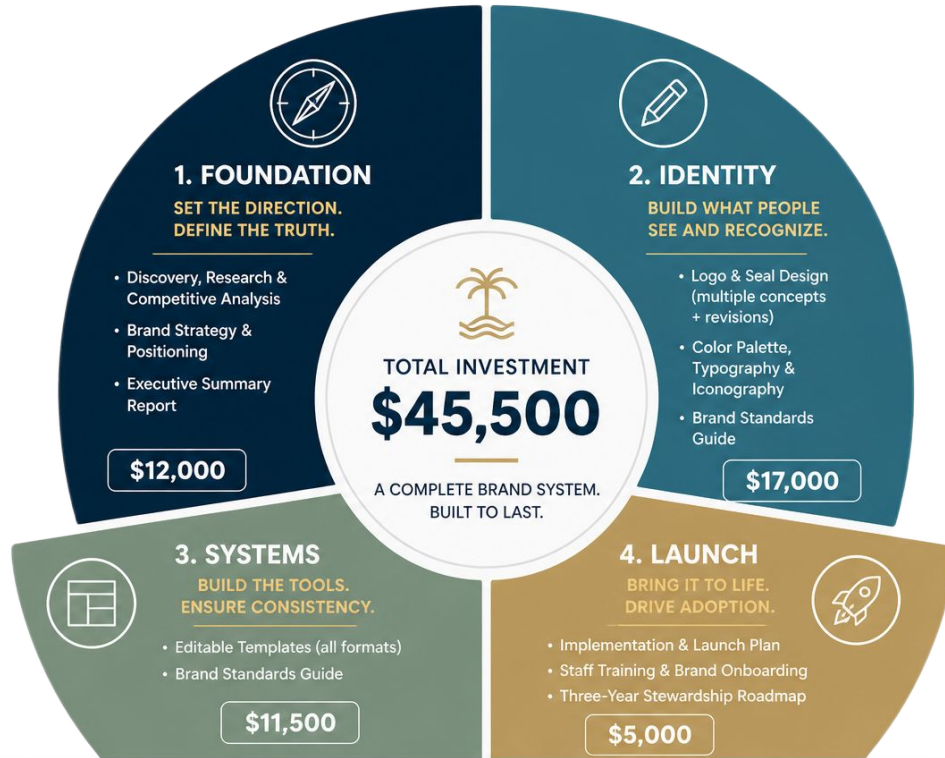 1. FOUNDATION
SET THE DIRECTION.
DEFINE THE TRUTH.
• Discovery, Research &
Competitive Analysis
• Brand Strategy &
Positioning
• Executive Summary
Report
$12,000
2. IDENTITY
BUILD WHAT PEOPLE
SEE AND RECOGNIZE.
• Logo & Seal Design
(multiple concepts
+ revisions)
• Color Palette,
Typography &
Iconography
• Brand Standards
Guide
$17,000
TOTAL INVESTMENT
$45,500
A COMPLETE BRAND SYSTEM.
BUILT TO LAST.
3. SYSTEMS
BUILD THE TOOLS.
ENSURE CONSISTENCY.
• Editable Templates (all formats)
• Brand Standards Guide
$11,500
4. LAUNCH
BRING IT TO LIFE.
DRIVE ADOPTION.
• Implementation & Launch Plan
• Staff Training & Brand Onboarding
• Three-Year Stewardship Roadmap
$5,000